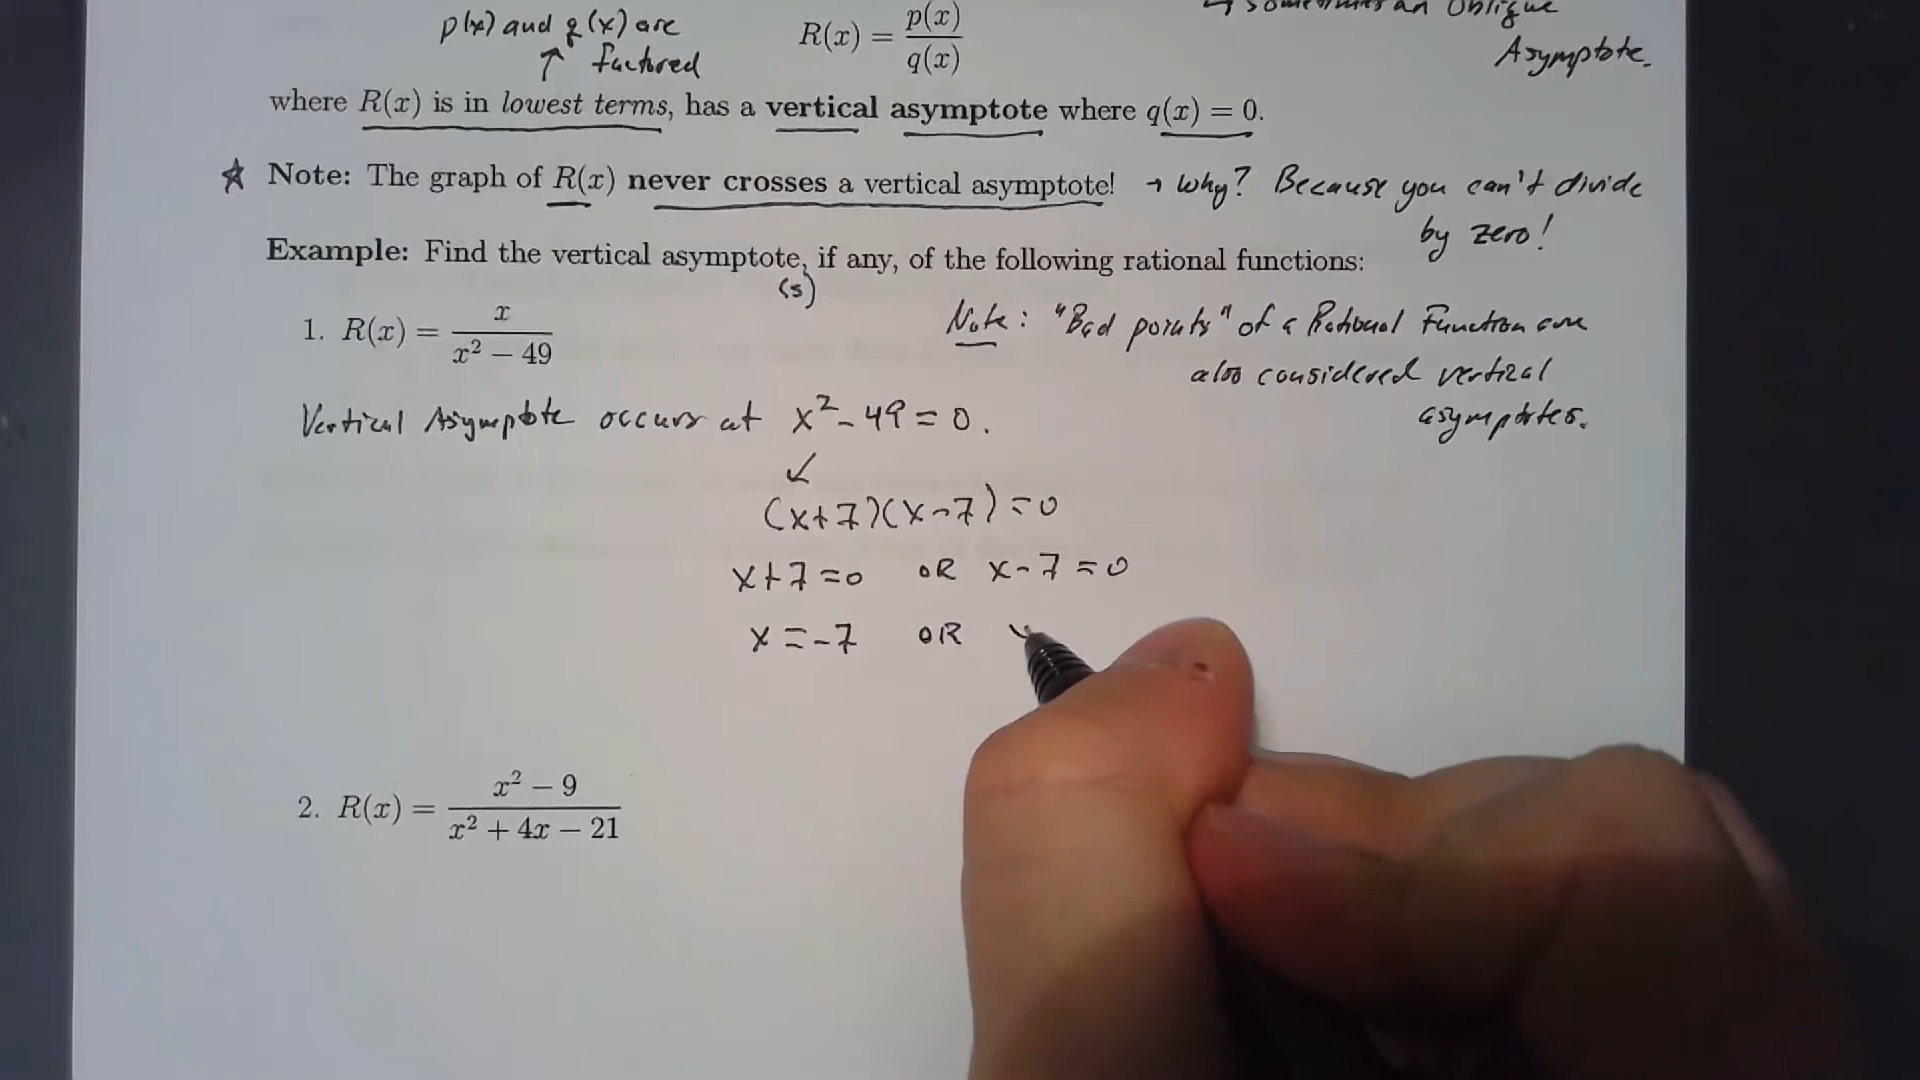 ↳ sometimes an Oblique
Asymptote.
p(x) and q(x) are
↑ factored
R(x) = p(x)/q(x)
where R(x) is in lowest terms, has a vertical asymptote where q(x) = 0.
☆ Note: The graph of R(x) never crosses a vertical asymptote! → Why? Because you can't divide
by zero!
Example: Find the vertical asymptote, if any, of the following rational functions:
(s)
1. R(x) = x/(x² − 49)
Note: "Bad points" of a Rational Function are
also considered vertical
asymptotes.
Vertical Asymptote occurs at x² - 49 = 0.
↙
(x+7)(x-7) = 0
x+7=0 OR x-7=0
x=-7 OR x
2. R(x) = (x² − 9)/(x² + 4x − 21)